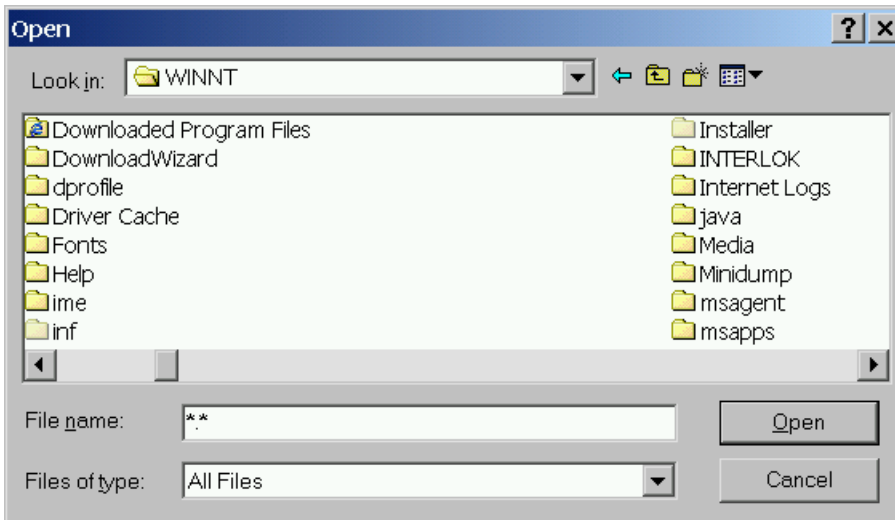 Open
Look in: WINNT
Downloaded Program Files
DownloadWizard
dprofile
Driver Cache
Fonts
Help
ime
inf
Installer
INTERLOK
Internet Logs
java
Media
Minidump
msagent
msapps
File name: *.*
Open
Files of type: All Files
Cancel